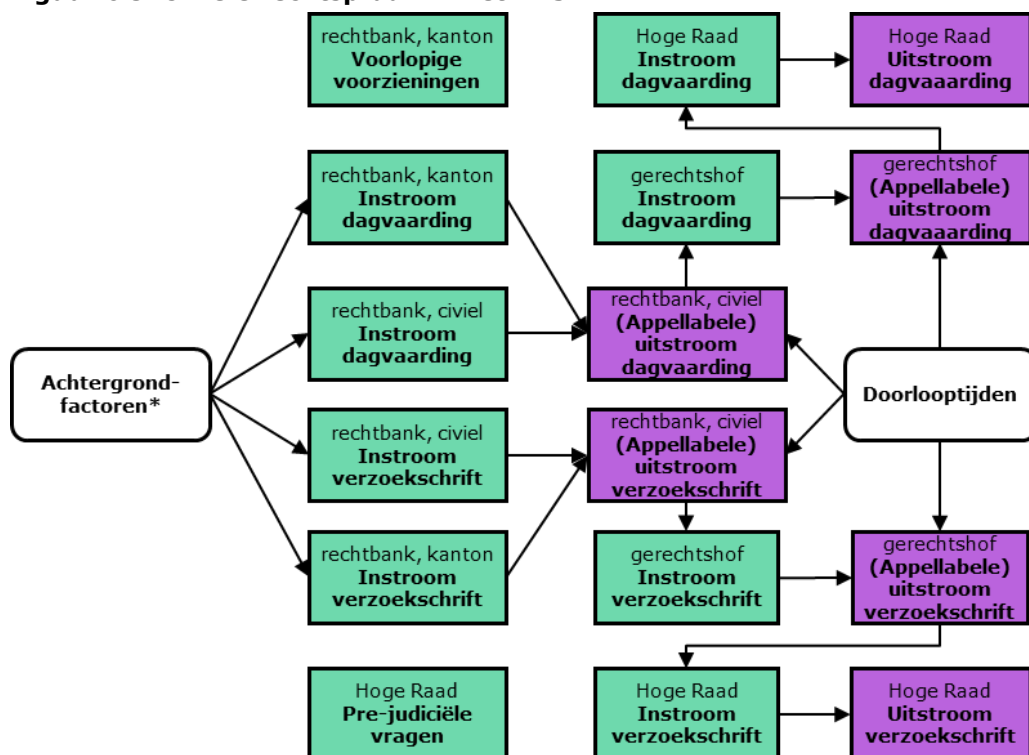 rechtbank, kanton
Voorlopige
voorzieningen
Hoge Raad
Instroom
dagvaarding
Hoge Raad
Uitstroom
dagvaaarding
rechtbank, kanton
Instroom
dagvaarding
gerechtshof
Instroom
dagvaarding
gerechtshof
(Appellabele)
uitstroom
dagvaaarding
rechtbank, civiel
Instroom
dagvaarding
rechtbank, civiel
(Appellabele)
uitstroom
dagvaarding
Achtergrond-
factoren*
Doorlooptijden
rechtbank, civiel
Instroom
verzoekschrift
rechtbank, civiel
(Appellabele)
uitstroom
verzoekschrift
rechtbank, kanton
Instroom
verzoekschrift
gerechtshof
Instroom
verzoekschrift
gerechtshof
(Appellabele)
uitstroom
verzoekschrift
Hoge Raad
Pre-judiciële
vragen
Hoge Raad
Instroom
verzoekschrift
Hoge Raad
Uitstroom
verzoekschrift